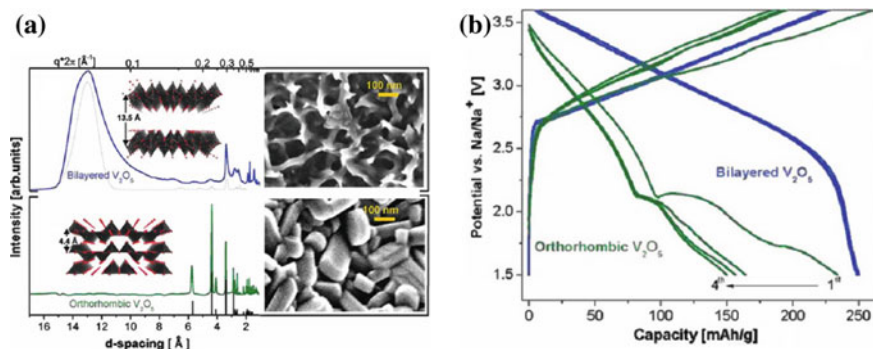 (a)
q*2π [Å⁻¹]
0.1 0.2 0.3 0.5
Intensity [arb.units]
13.5 Å
Bilayered V₂O₅
100 nm
4.4 Å
Orthorhombic V₂O₅
100 nm
16 14 12 10 8 6 4 2
d-spacing [ Å ]
(b)
Potential vs. Na/Na⁺ [V]
3.5
3.0
2.5
2.0
1.5
Bilayered V₂O₅
Orthorhombic V₂O₅
4ᵗʰ
1ˢᵗ
0 50 100 150 200 250
Capacity [mAh/g]